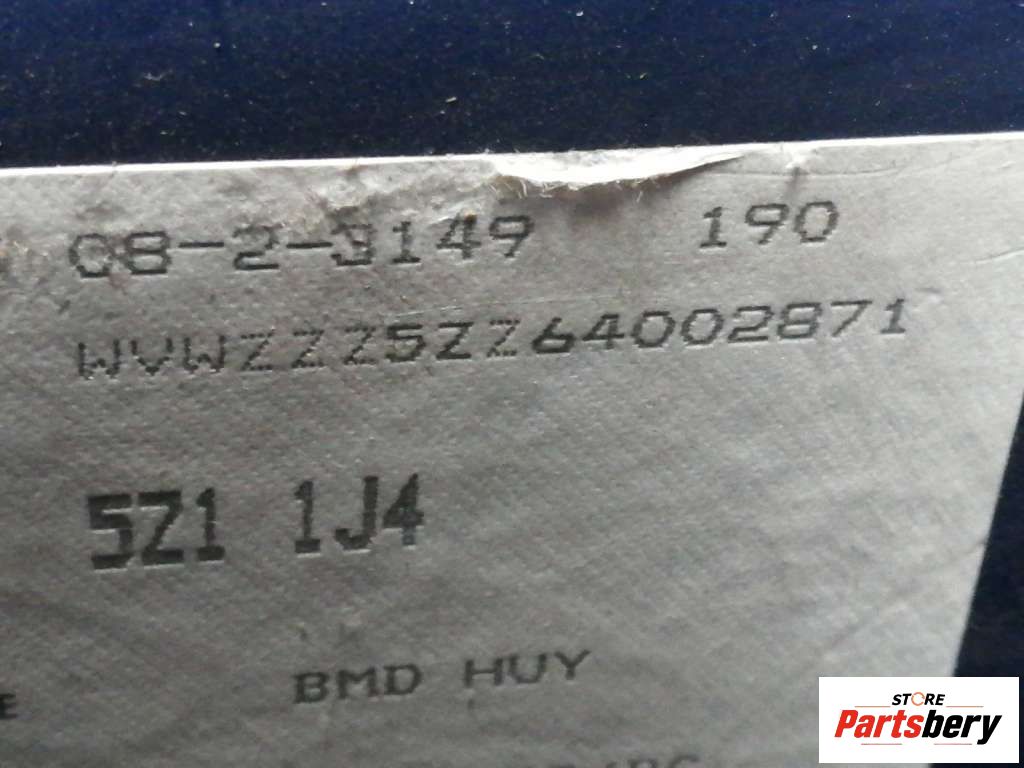 08-2-3149 190
WVWZZZ5ZZ64002871
5Z1 1J4
BMD HUY
E
STORE
Partsbery